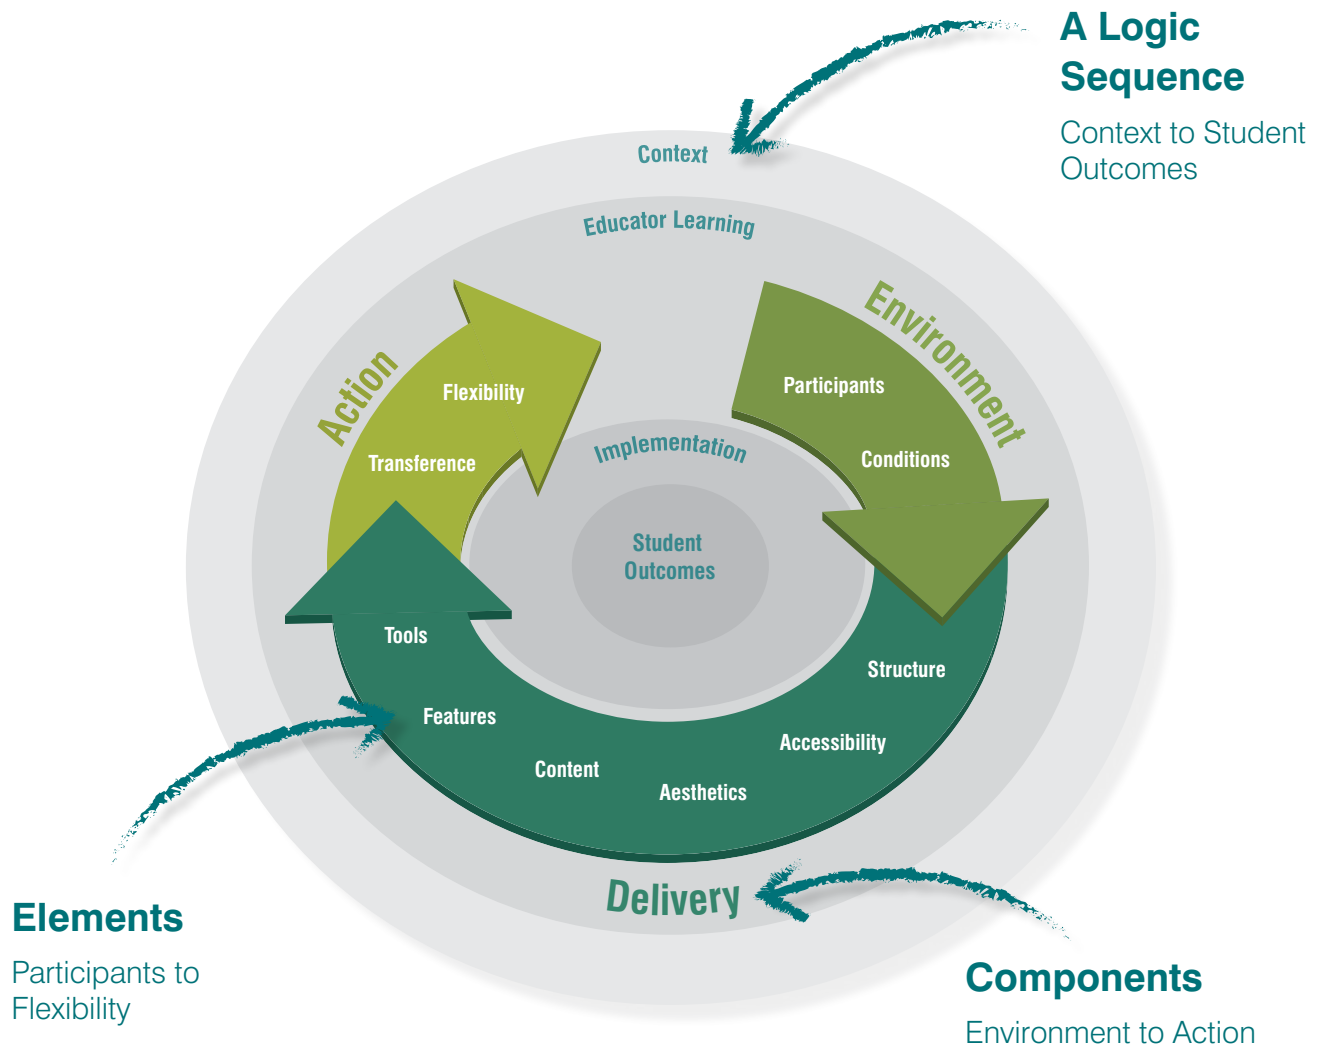 A Logic
Sequence
Context to Student
Outcomes
Context
Educator Learning
Environment
Action
Participants
Flexibility
Implementation
Conditions
Transference
Student
Outcomes
Tools
Structure
Features
Accessibility
Content
Aesthetics
Delivery
Elements
Participants to
Flexibility
Components
Environment to Action